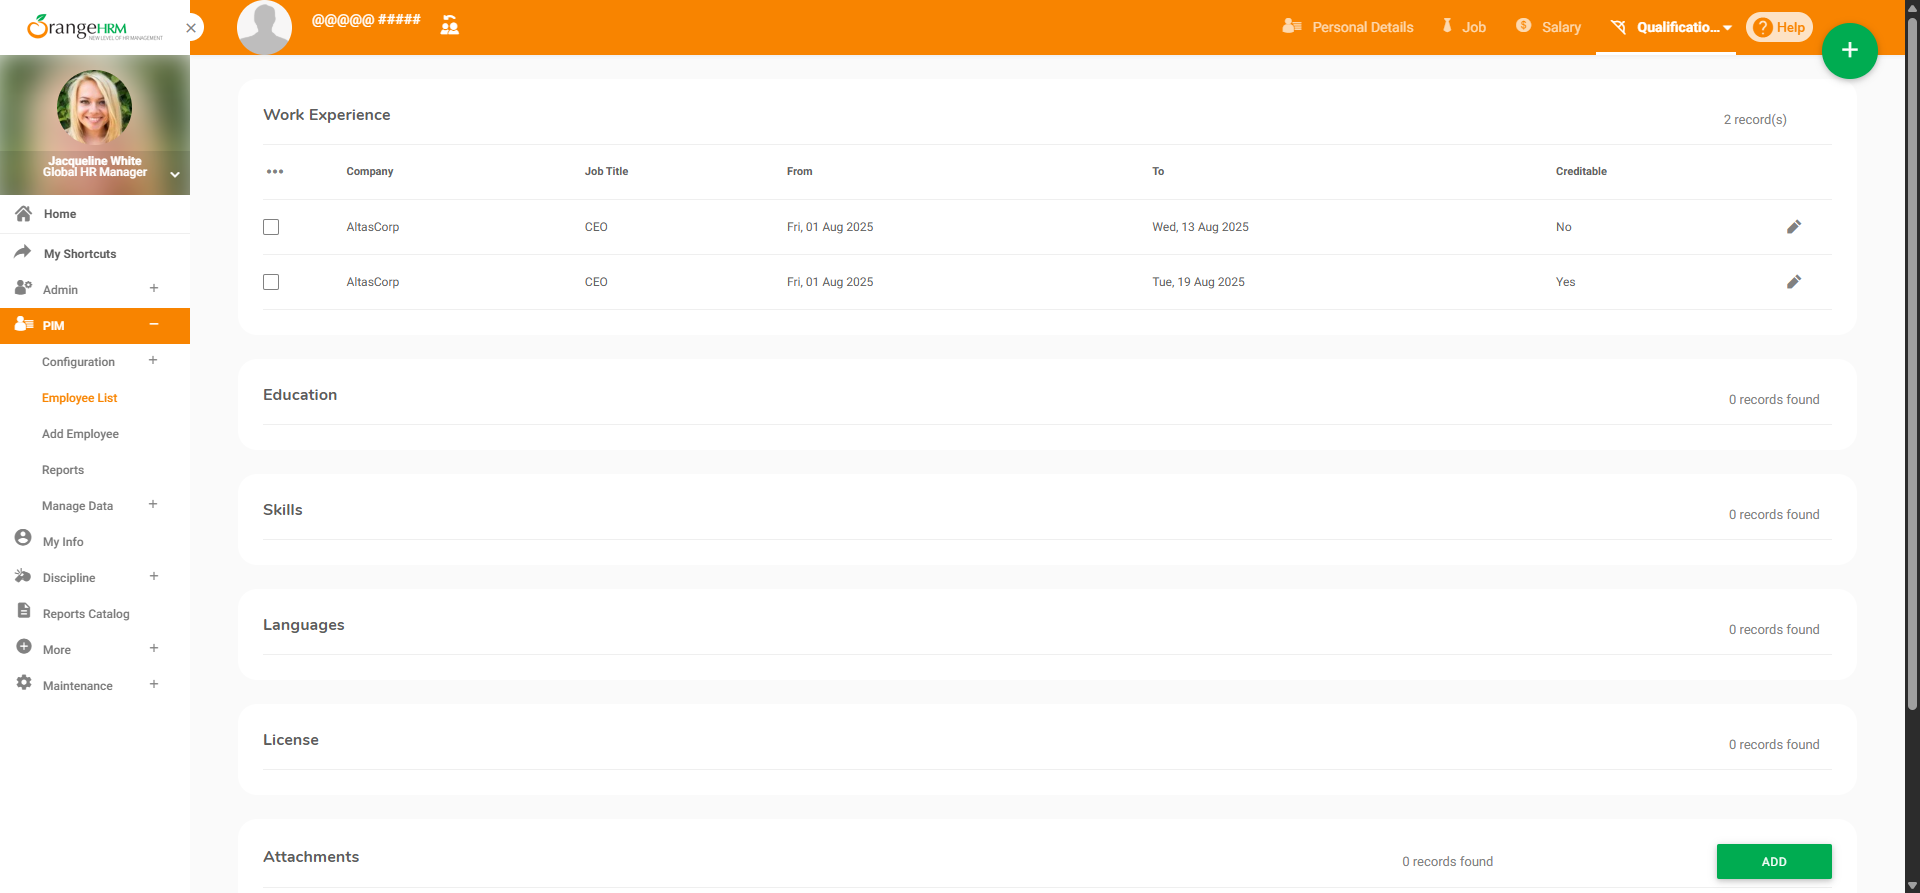 OrangeHRM
NEW LEVEL OF HR MANAGEMENT
@@@@@ #####
Personal Details
Job
Salary
Qualificatio...
? Help
+
Jacqueline White
Global HR Manager
Home
My Shortcuts
Admin +
PIM −
Configuration +
Employee List
Add Employee
Reports
Manage Data +
My Info
Discipline +
Reports Catalog
More +
Maintenance +
Work Experience
2 record(s)
Company Job Title From To Creditable
AltasCorp CEO Fri, 01 Aug 2025 Wed, 13 Aug 2025 No
AltasCorp CEO Fri, 01 Aug 2025 Tue, 19 Aug 2025 Yes
Education
0 records found
Skills
0 records found
Languages
0 records found
License
0 records found
Attachments
0 records found
ADD